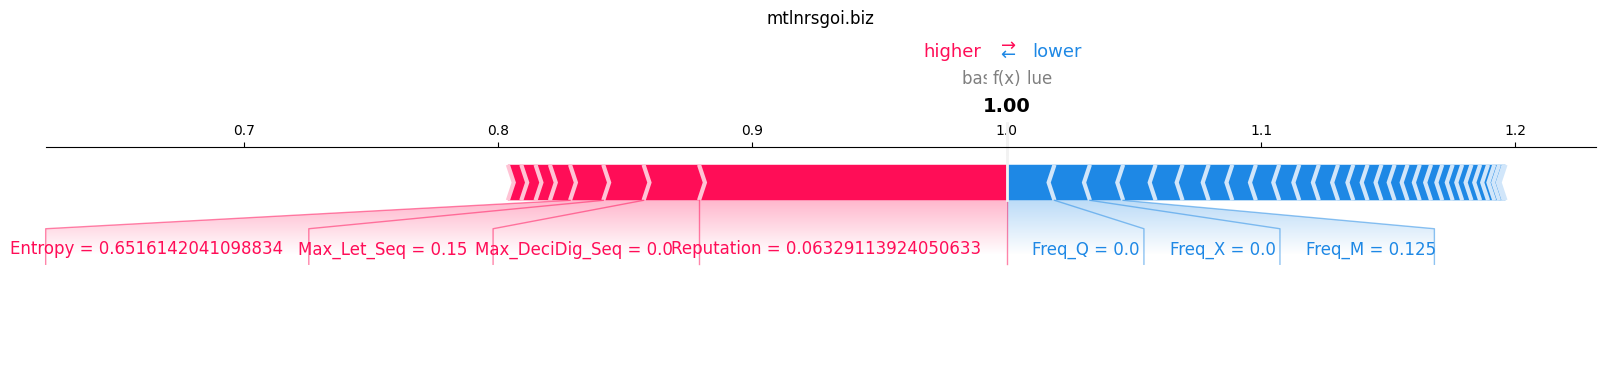 mtlnrsgoi.biz
higher ⇄ lower
bas f(x) lue
1.00
0.7 0.8 0.9 1.0 1.1 1.2
Entropy = 0.6516142041098834 Max_Let_Seq = 0.15 Max_DeciDig_Seq = 0.0 Reputation = 0.06329113924050633 Freq_Q = 0.0 Freq_X = 0.0 Freq_M = 0.125